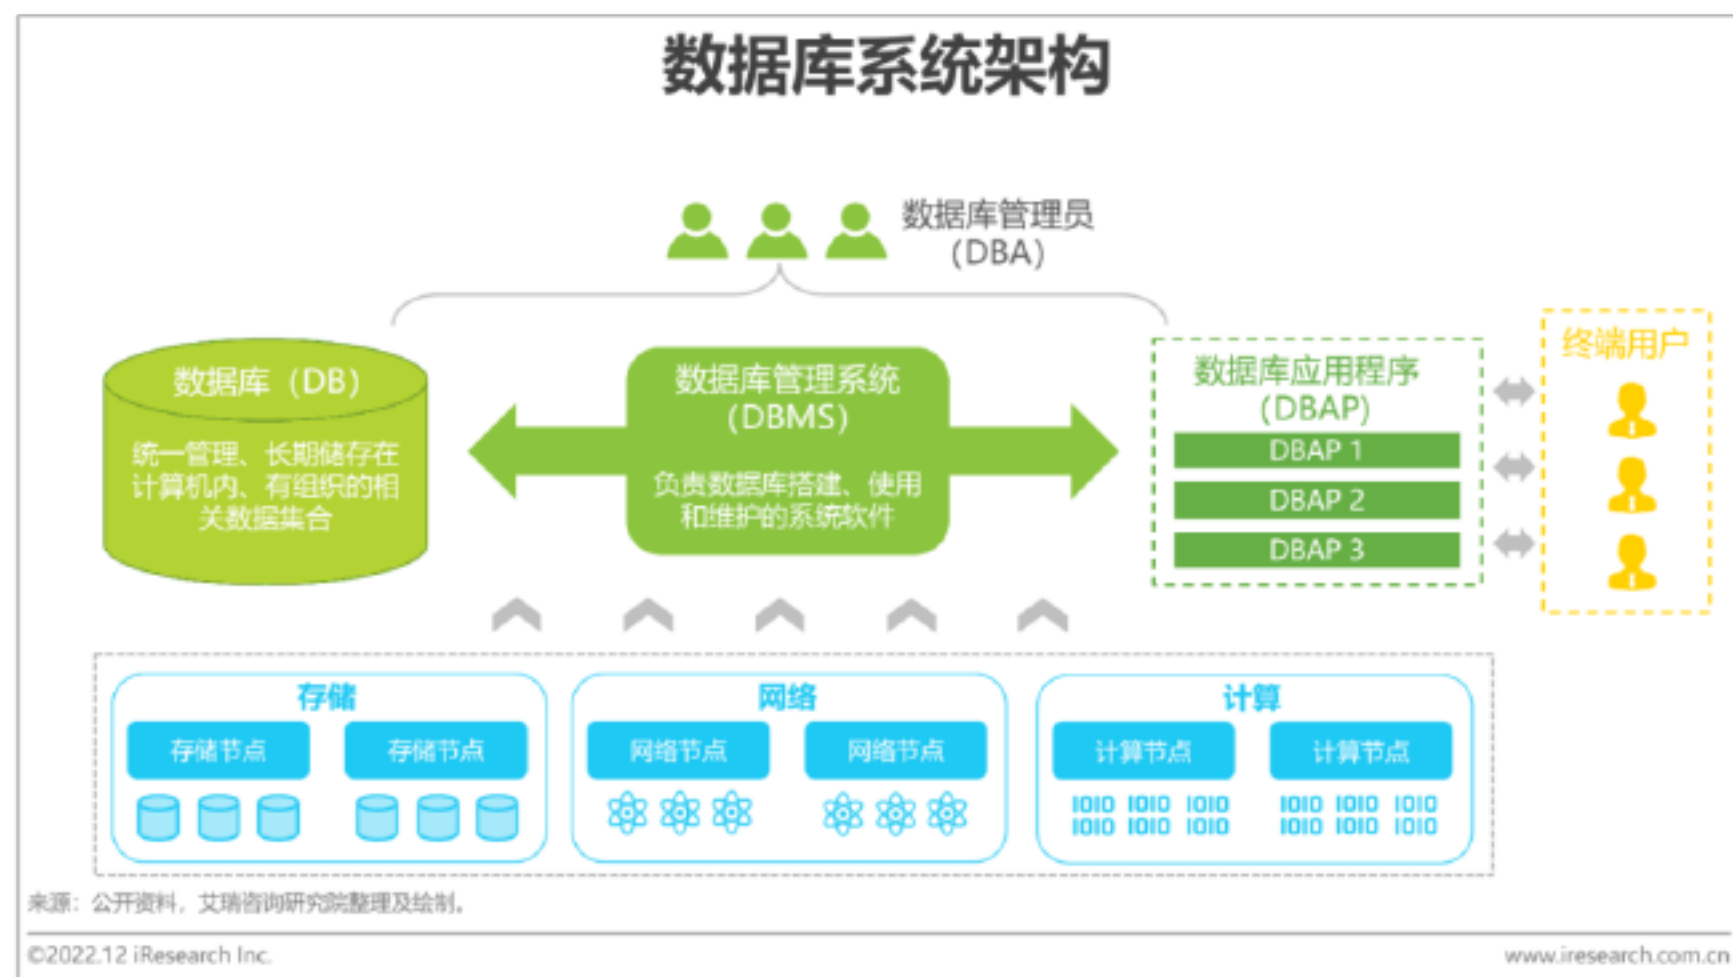 数据库系统架构
数据库管理员
(DBA)
数据库（DB）
统一管理、长期储存在
计算机内、有组织的相
关数据集合
数据库管理系统
（DBMS）
负责数据库搭建、使用
和维护的系统软件
数据库应用程序
(DBAP)
DBAP 1
DBAP 2
DBAP 3
终端用户
存储
存储节点
存储节点
网络
网络节点
网络节点
计算
计算节点
计算节点
1010 1010 1010
1010 1010 1010
1010 1010 1010
1010 1010 1010
来源：公开资料，艾瑞咨询研究院整理及绘制。
©2022.12 iResearch Inc.
www.iresearch.com.cn